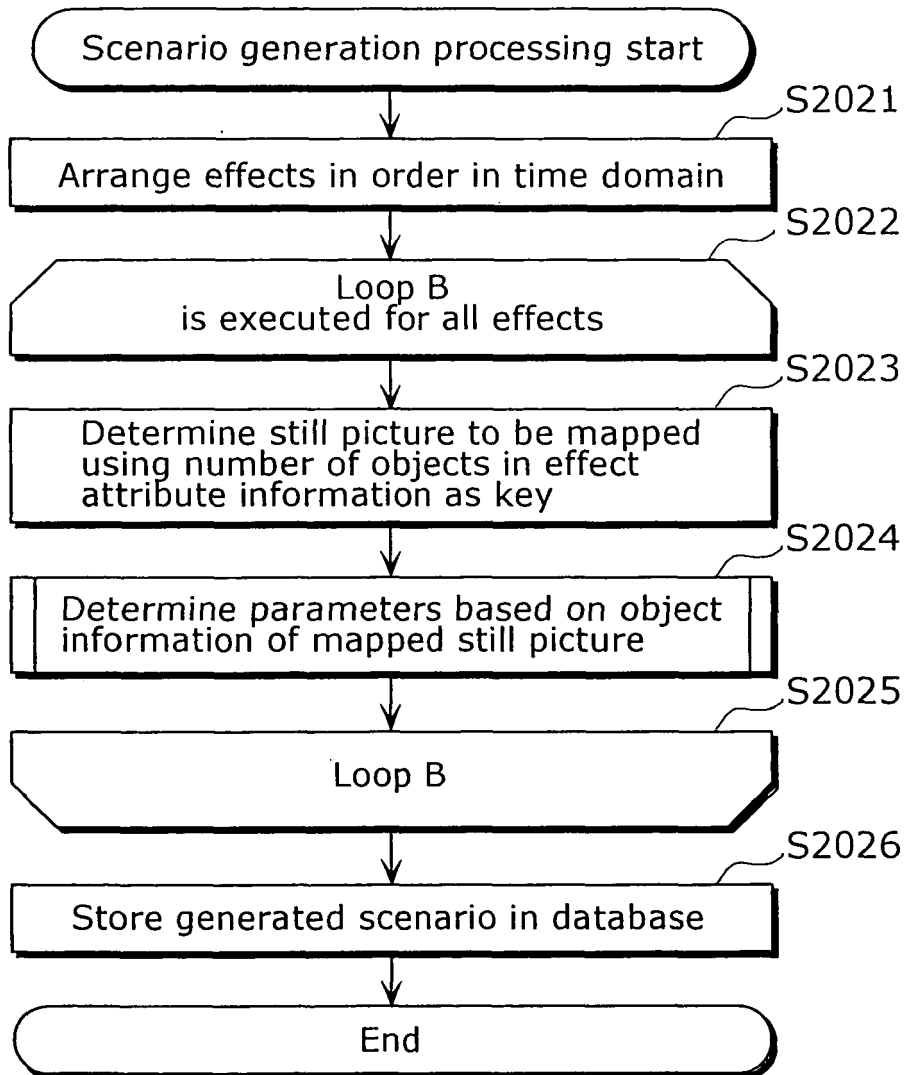 Scenario generation processing start
S2021
Arrange effects in order in time domain
S2022
Loop B
is executed for all effects
S2023
Determine still picture to be mapped
using number of objects in effect
attribute information as key
S2024
Determine parameters based on object
information of mapped still picture
S2025
Loop B
S2026
Store generated scenario in database
End